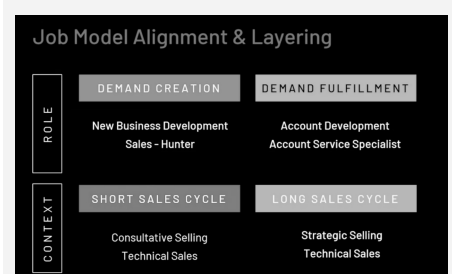 Job Model Alignment & Layering
ROLE
DEMAND CREATION
New Business Development
Sales - Hunter
DEMAND FULFILLMENT
Account Development
Account Service Specialist
CONTEXT
SHORT SALES CYCLE
Consultative Selling
Technical Sales
LONG SALES CYCLE
Strategic Selling
Technical Sales